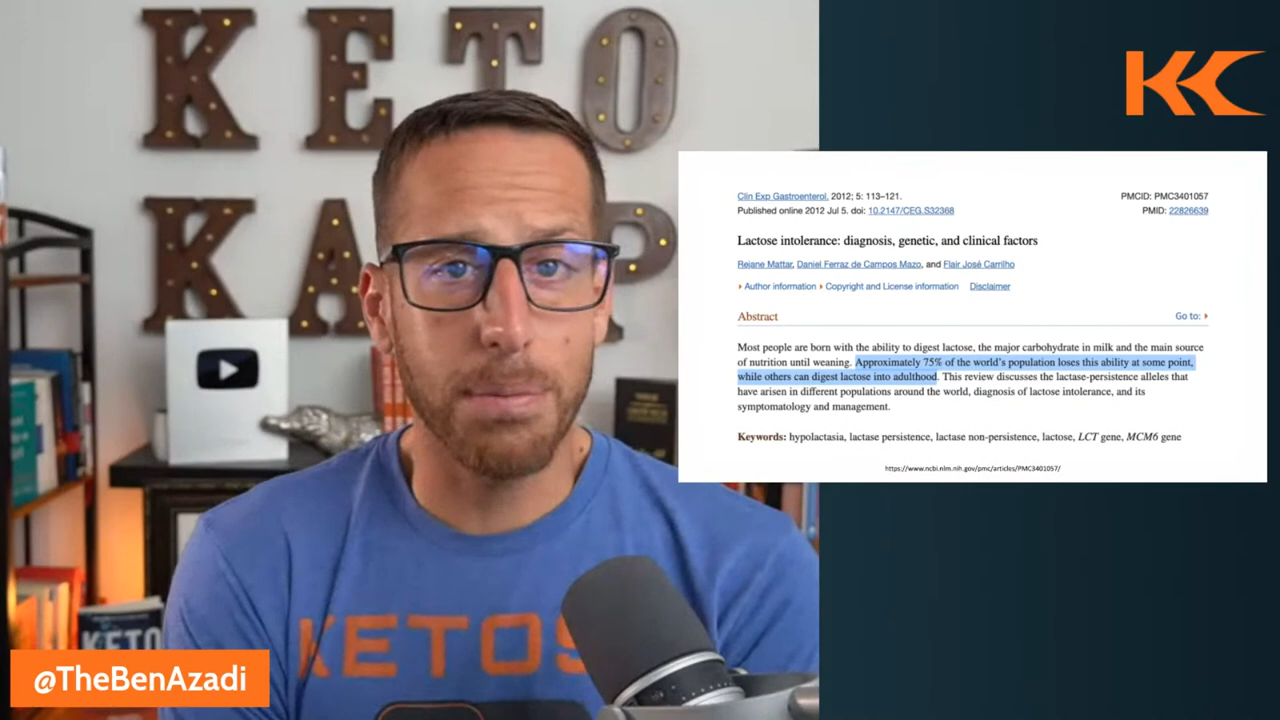 KETO
KAMP
KC
Clin Exp Gastroenterol. 2012; 5: 113–121.
PMCID: PMC3401057
Published online 2012 Jul 5. doi: 10.2147/CEG.S32368
PMID: 22826639
Lactose intolerance: diagnosis, genetic, and clinical factors
Rejane Mattar, Daniel Ferraz de Campos Mazo, and Flair José Carrilho
Author information Copyright and License information Disclaimer
Abstract
Go to:
Most people are born with the ability to digest lactose, the major carbohydrate in milk and the main source
of nutrition until weaning. Approximately 75% of the world's population loses this ability at some point,
while others can digest lactose into adulthood. This review discusses the lactase-persistence alleles that
have arisen in different populations around the world, diagnosis of lactose intolerance, and its
symptomatology and management.
Keywords: hypolactasia, lactase persistence, lactase non-persistence, lactose, LCT gene, MCM6 gene
https://www.ncbi.nlm.nih.gov/pmc/articles/PMC3401057/
KETO
KETOS
@TheBenAzadi